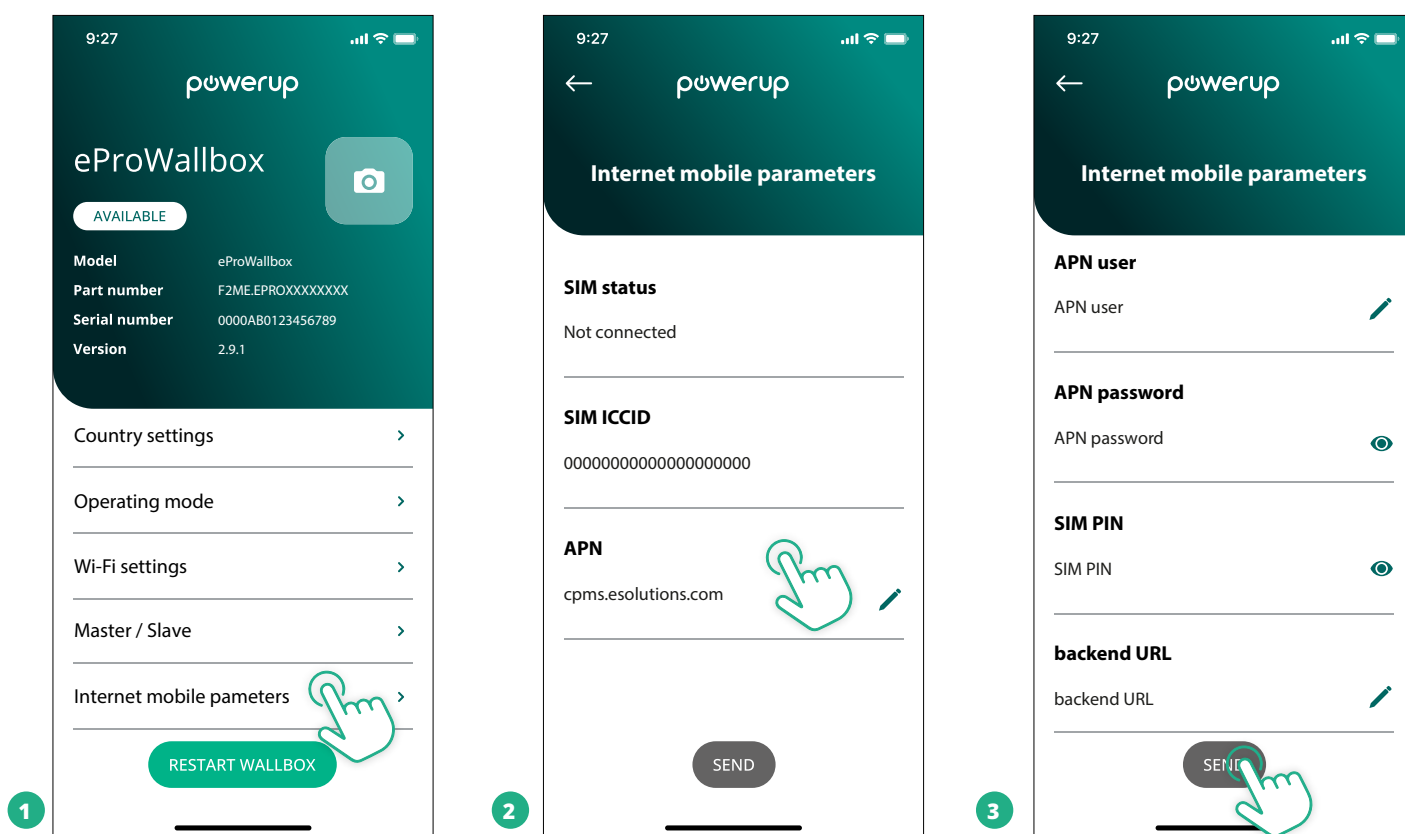 9:27
powerup
eProWallbox
AVAILABLE
Model eProWallbox
Part number F2ME.EPROXXXXXXXX
Serial number 0000AB0123456789
Version 2.9.1
Country settings
Operating mode
Wi-Fi settings
Master / Slave
Internet mobile pameters
RESTART WALLBOX
1
9:27
powerup
Internet mobile parameters
SIM status
Not connected
SIM ICCID
00000000000000000000
APN
cpms.esolutions.com
SEND
2
9:27
powerup
Internet mobile parameters
APN user
APN user
APN password
APN password
SIM PIN
SIM PIN
backend URL
backend URL
SEND
3